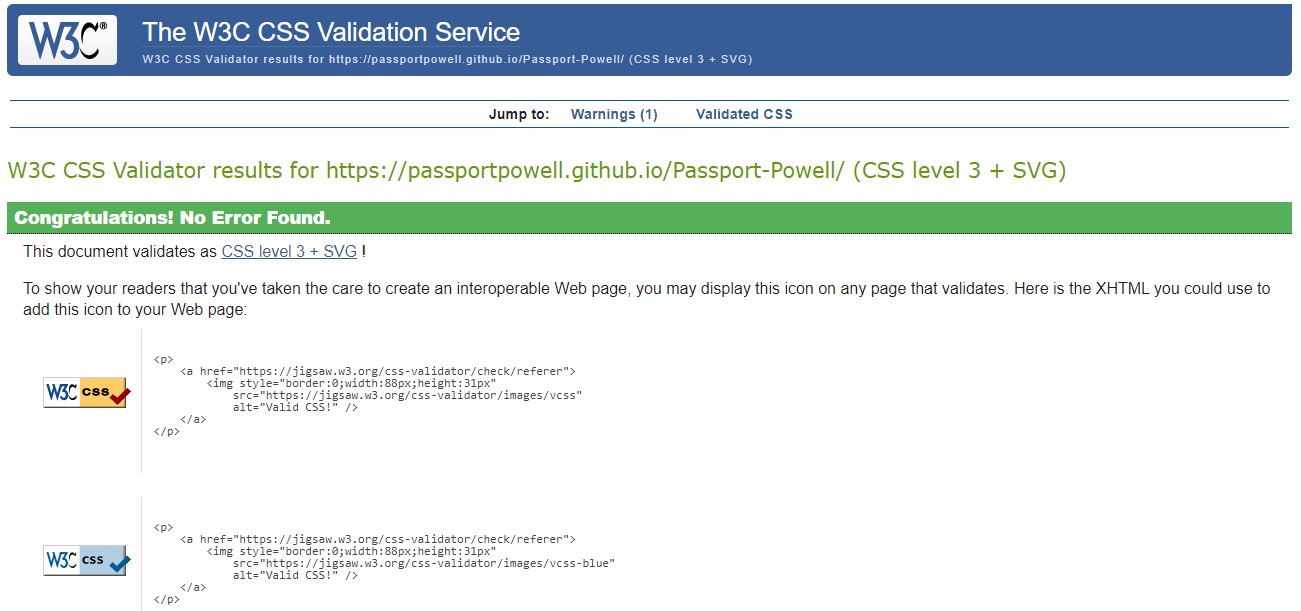 W3C® The W3C CSS Validation Service
W3C CSS Validator results for https://passportpowell.github.io/Passport-Powell/ (CSS level 3 + SVG)
Jump to: Warnings (1) Validated CSS
W3C CSS Validator results for https://passportpowell.github.io/Passport-Powell/ (CSS level 3 + SVG)
Congratulations! No Error Found.
This document validates as CSS level 3 + SVG !
To show your readers that you've taken the care to create an interoperable Web page, you may display this icon on any page that validates. Here is the XHTML you could use to
add this icon to your Web page:
<p>
<a href="https://jigsaw.w3.org/css-validator/check/referer">
<img style="border:0;width:88px;height:31px"
W3C css
src="https://jigsaw.w3.org/css-validator/images/vcss"
alt="Valid CSS!" />
</a>
</p>
<p>
<a href="https://jigsaw.w3.org/css-validator/check/referer">
<img style="border:0;width:88px;height:31px"
W3C css
src="https://jigsaw.w3.org/css-validator/images/vcss-blue"
alt="Valid CSS!" />
</a>
</p>